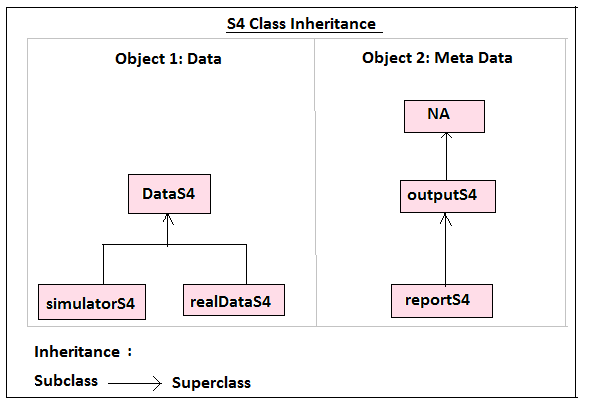 S4 Class Inheritance
Object 1: Data
Object 2: Meta Data
NA
DataS4
outputS4
simulatorS4
realDataS4
reportS4
Inheritance :
Subclass
Superclass